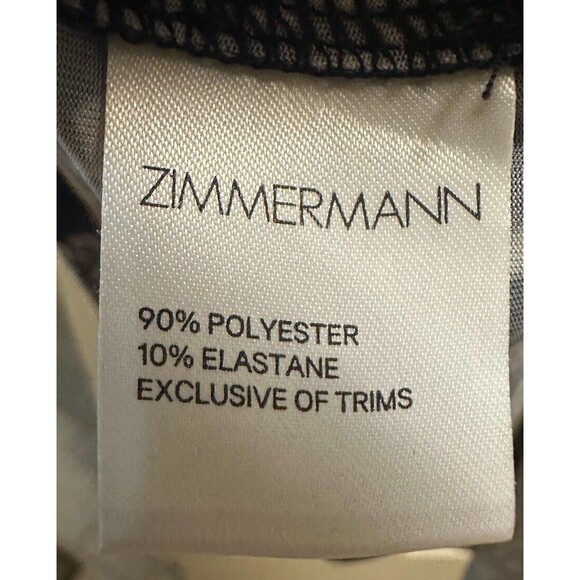 ZIMMERMANN
90% POLYESTER
10% ELASTANE
EXCLUSIVE OF TRIMS